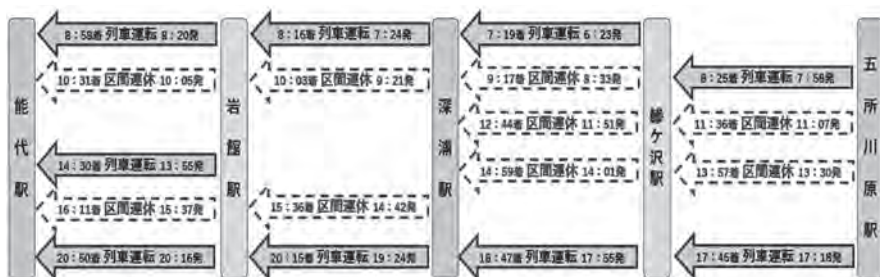 8：58着 列車運転 8：20発
8：16着 列車運転 7：24発
7：19着 列車運転 6：23発
10：31着 区間運休 10：05発
10：03着 区間運休 9：21発
9：17着 区間運休 8：33発
8：25着 列車運転 7：58発
12：44着 区間運休 11：51発
11：36着 区間運休 11：07発
14：30着 列車運転 13：55発
14：59着 区間運休 14：01発
13：57着 区間運休 13：30発
16：11着 区間運休 15：37発
15：36着 区間運休 14：42発
20：50着 列車運転 20：16発
20：15着 列車運転 19：24発
18：47着 列車運転 17：55発
17：45着 列車運転 17：18発
能代駅
岩館駅
深浦駅
鰺ケ沢駅
五所川原駅